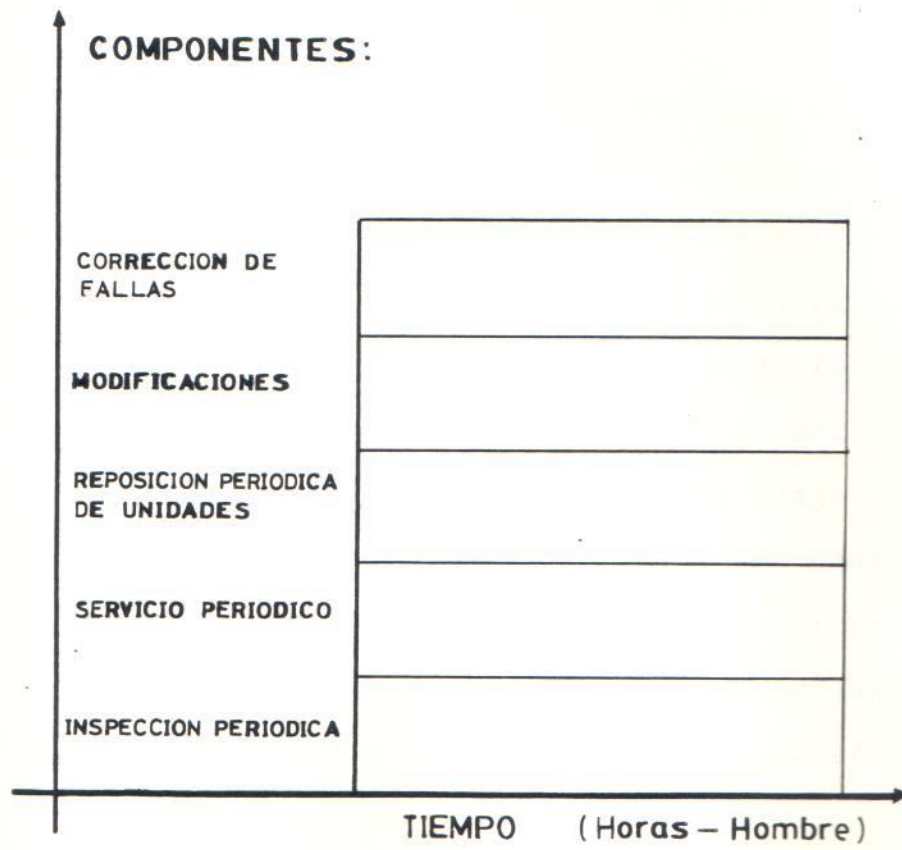 COMPONENTES:
CORRECCION DE
FALLAS
MODIFICACIONES
REPOSICION PERIODICA
DE UNIDADES
SERVICIO PERIODICO
INSPECCION PERIODICA
TIEMPO (Horas - Hombre)